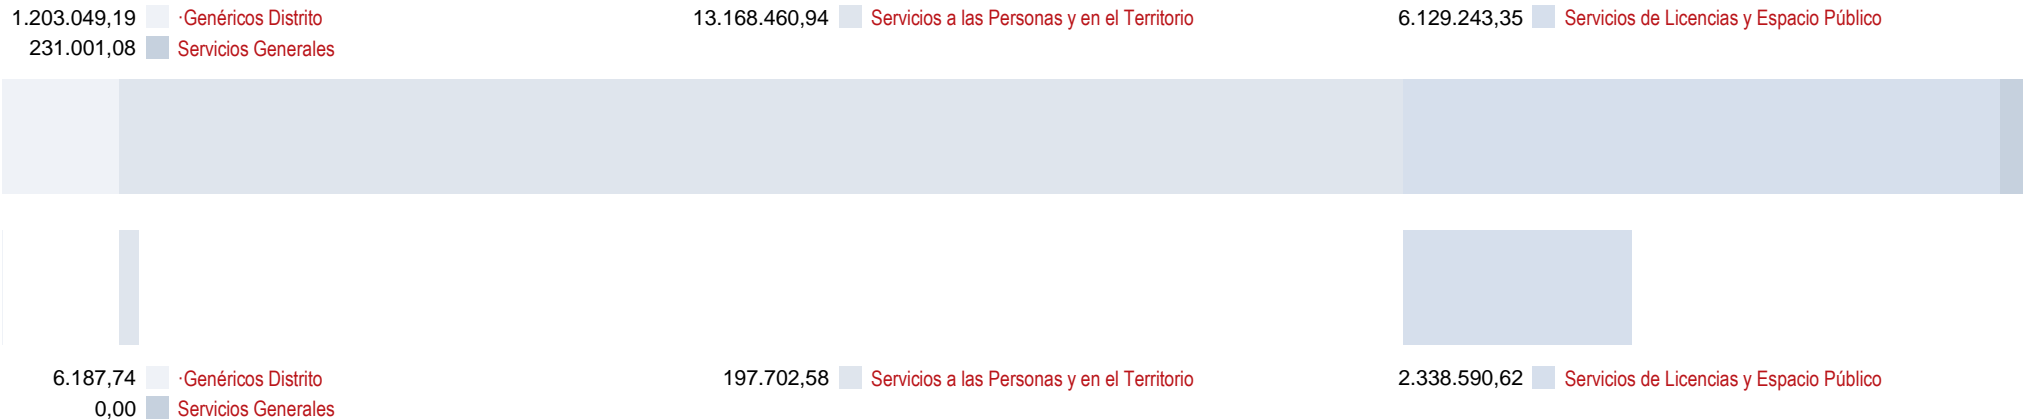 1.203.049,19 ·Genéricos Distrito 13.168.460,94 Servicios a las Personas y en el Territorio 6.129.243,35 Servicios de Licencias y Espacio Público
231.001,08 Servicios Generales
6.187,74 ·Genéricos Distrito 197.702,58 Servicios a las Personas y en el Territorio 2.338.590,62 Servicios de Licencias y Espacio Público
0,00 Servicios Generales